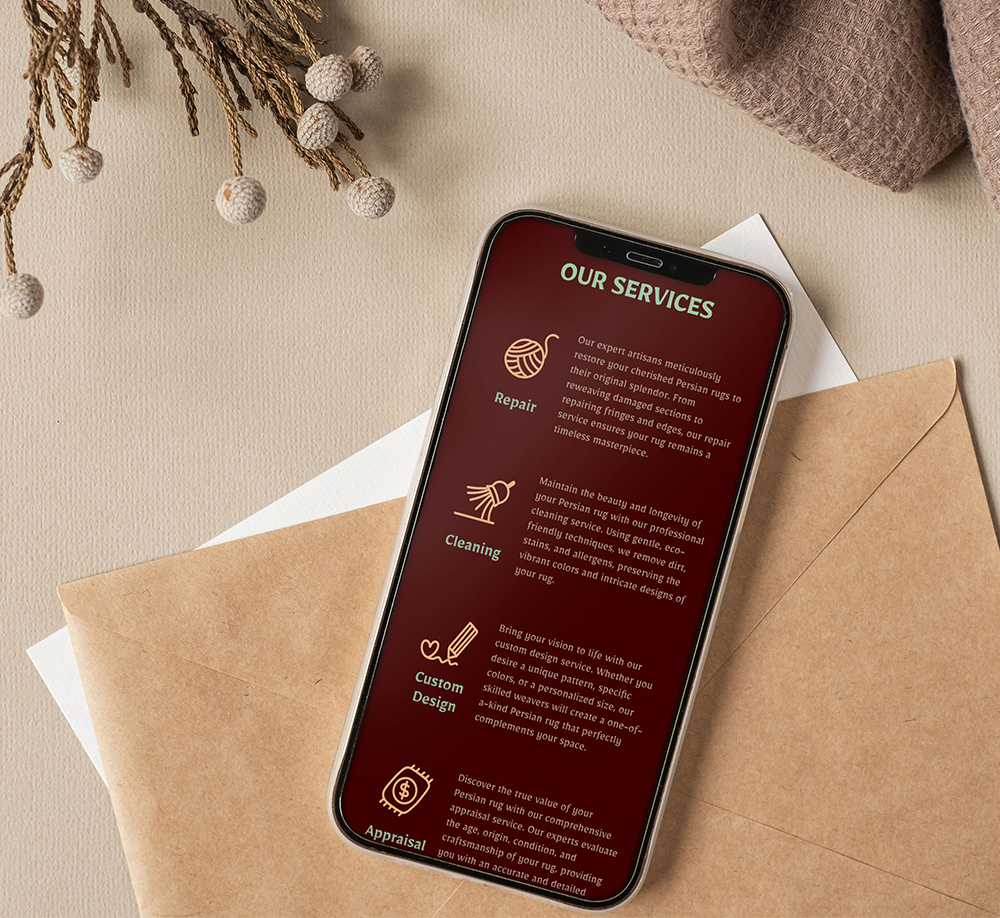 OUR SERVICES
Repair
Our expert artisans meticulously
restore your cherished Persian rugs to
their original splendor. From
reweaving damaged sections to
repairing fringes and edges, our repair
service ensures your rug remains a
timeless masterpiece.
Cleaning
Maintain the beauty and longevity of
your Persian rug with our professional
cleaning service. Using gentle, eco-
friendly techniques, we remove dirt,
stains, and allergens, preserving the
vibrant colors and intricate designs of
your rug.
Custom
Design
Bring your vision to life with our
custom design service. Whether you
desire a unique pattern, specific
colors, or a personalized size, our
skilled weavers will create a one-of-
a-kind Persian rug that perfectly
complements your space.
$
Appraisal
Discover the true value of your
Persian rug with our comprehensive
appraisal service. Our experts evaluate
the age, origin, condition, and
craftsmanship of your rug, providing
you with an accurate and detailed